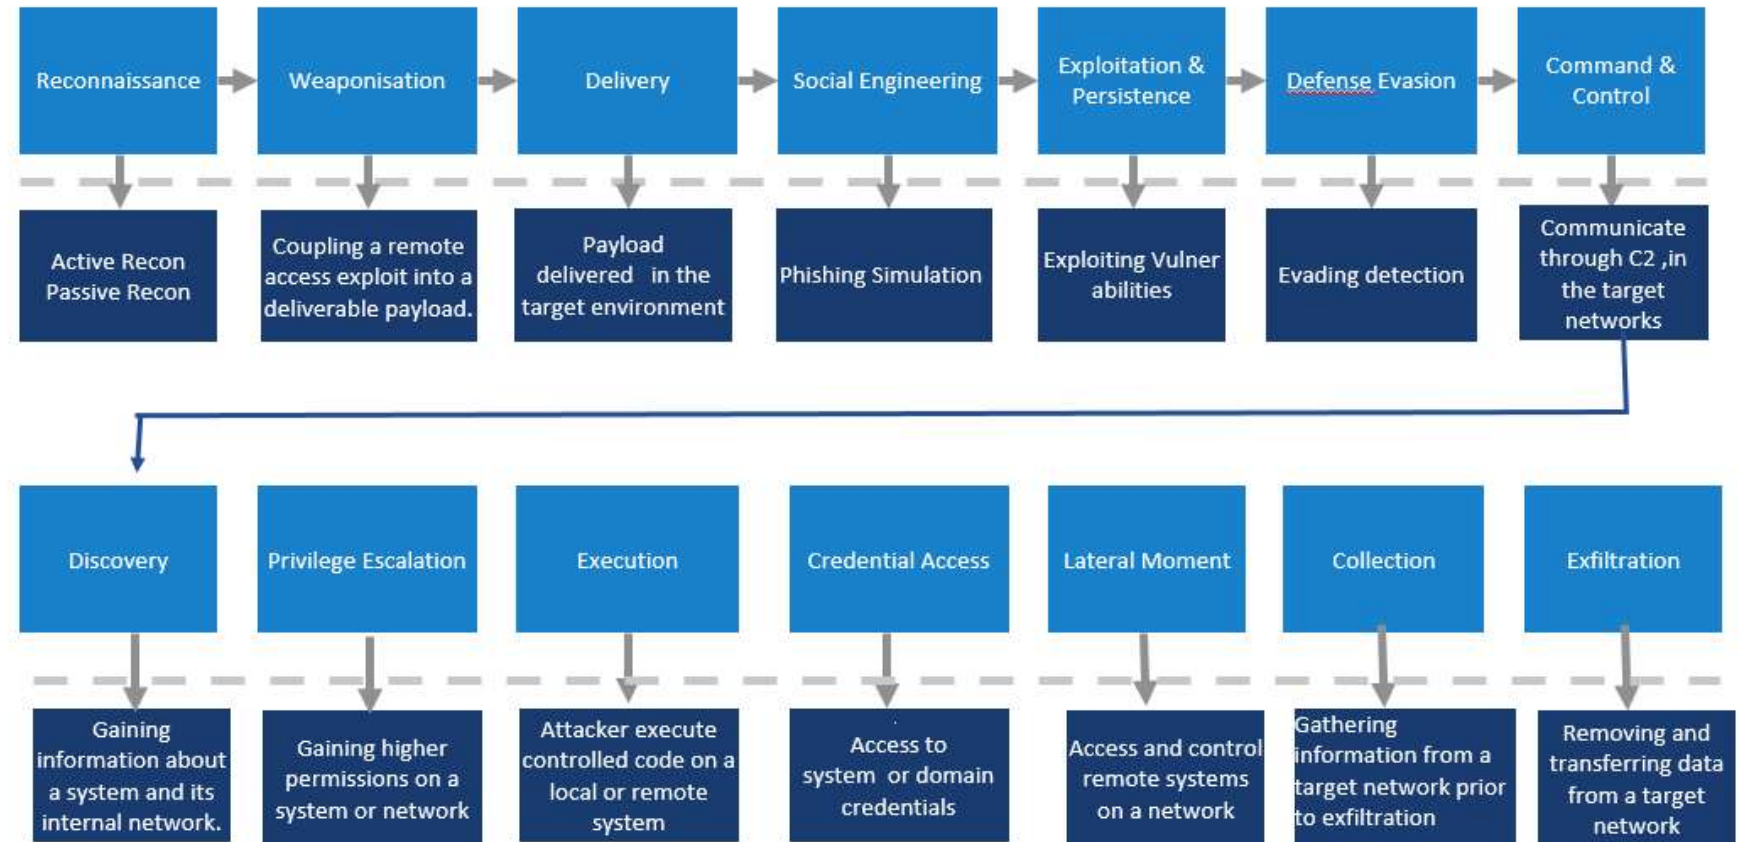 Reconnaissance
Weaponisation
Delivery
Social Engineering
Exploitation &
Persistence
Defense Evasion
Command &
Control
Active Recon
Passive Recon
Coupling a remote
access exploit into a
deliverable payload.
Payload
delivered in the
target environment
Phishing Simulation
Exploiting Vulner
abilities
Evading detection
Communicate
through C2 ,in
the target
networks
Discovery
Privilege Escalation
Execution
Credential Access
Lateral Moment
Collection
Exfiltration
Gaining
information about
a system and its
internal network.
Gaining higher
permissions on a
system or network
Attacker execute
controlled code on a
local or remote
system
Access to
system or domain
credentials
Access and control
remote systems
on a network
Gathering
information from a
target network prior
to exfiltration
Removing and
transferring data
from a target
network